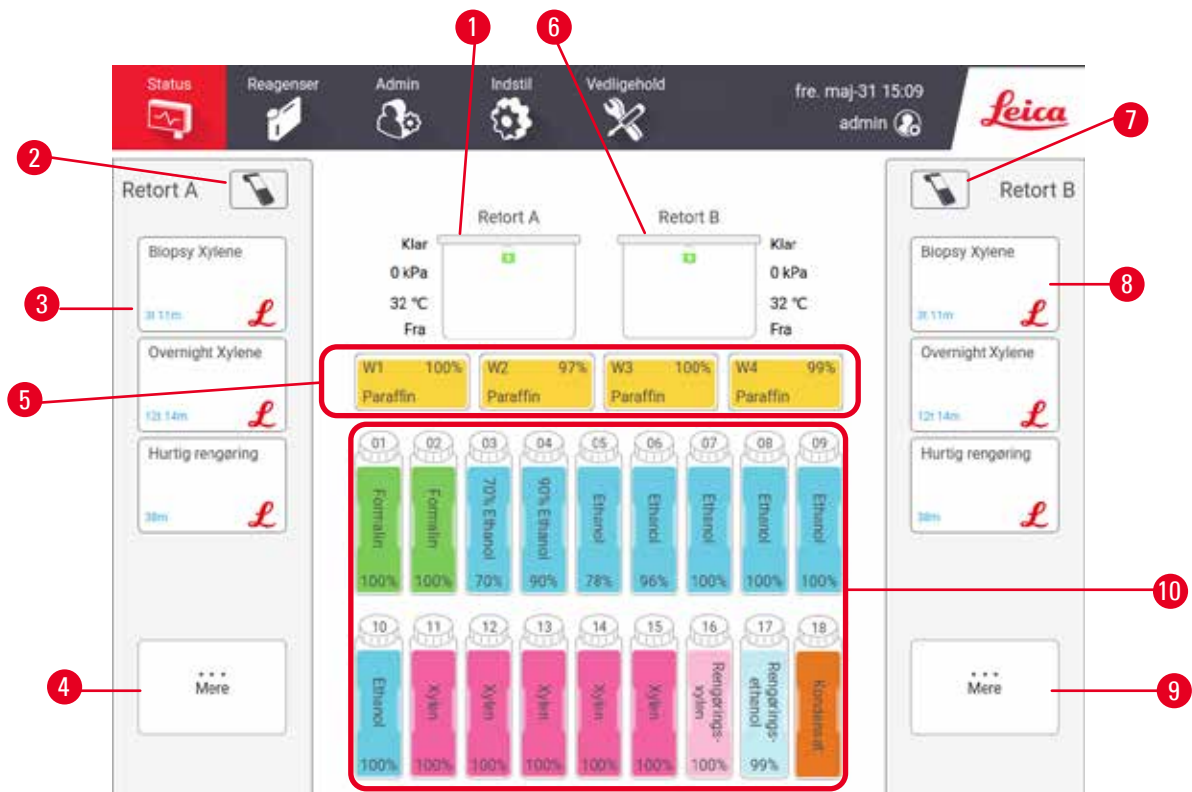 1
6
Status
Reagenser
Admin
Indstil
Vedligehold
fre. maj-31 15:09
admin
Leica
7
2
Retort A
Retort B
Retort A
Retort B
Biopsy Xylene
3t 11m
Klar
0 kPa
32 °C
Fra
Klar
0 kPa
32 °C
Fra
Biopsy Xylene
3t 11m
3
8
Overnight Xylene
12t 14m
W1 100%
Paraffin
W2 97%
Paraffin
W3 100%
Paraffin
W4 99%
Paraffin
Overnight Xylene
12t 14m
5
Hurtig rengøring
38m
Hurtig rengøring
38m
01
02
03
04
05
06
07
08
09
Formalin
Formalin
70% Ethanol
90% Ethanol
Ethanol
Ethanol
Ethanol
Ethanol
Ethanol
100%
100%
70%
90%
78%
96%
100%
100%
100%
10
10
11
12
13
14
15
16
17
18
Ethanol
Xylen
Xylen
Xylen
Xylen
Xylen
Rengørings-
xylen
Rengørings-
ethanol
Kondensat
100%
100%
100%
100%
100%
100%
100%
99%
4
...
Mere
...
Mere
9